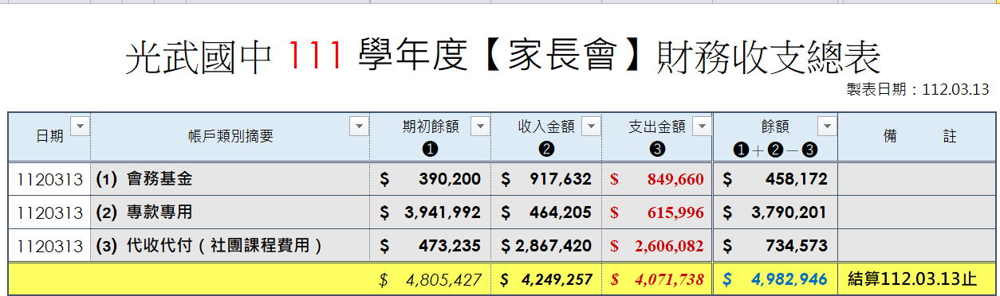 光武國中 111 學年度【家長會】財務收支總表
製表日期：112.03.13
日期 帳戶類別摘要 期初餘額 收入金額 支出金額 餘額 備 註
❶ ❷ ❸ ❶＋❷－❸
1120313 (1) 會務基金 $ 390,200 $ 917,632 $ 849,660 $ 458,172
1120313 (2) 專款專用 $ 3,941,992 $ 464,205 $ 615,996 $ 3,790,201
1120313 (3) 代收代付（社團課程費用） $ 473,235 $ 2,867,420 $ 2,606,082 $ 734,573
$ 4,805,427 $ 4,249,257 $ 4,071,738 $ 4,982,946 結算112.03.13止